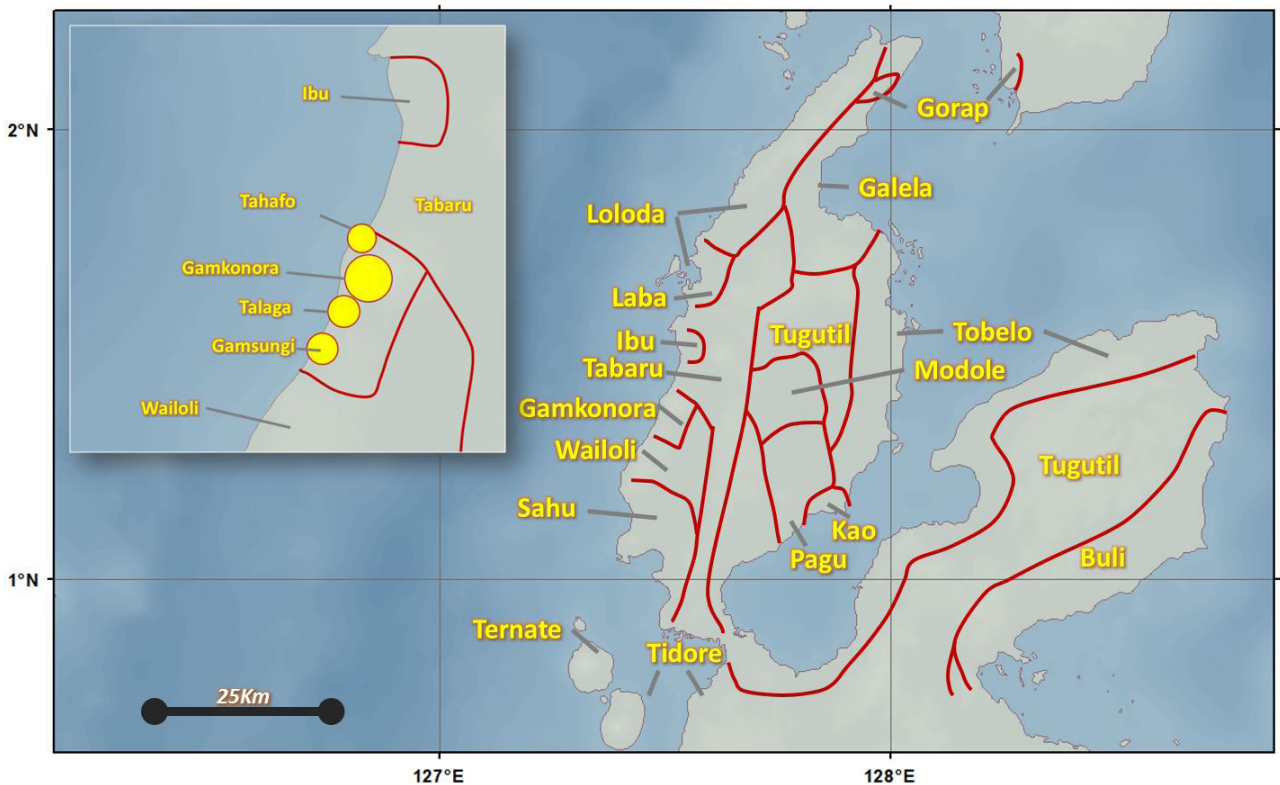 Ibu
Tahafo
Tabaru
Gamkonora
Talaga
Gamsungi
Wailoli
2°N
1°N
127°E
128°E
Gorap
Galela
Loloda
Laba
Tugutil
Tobelo
Ibu
Tabaru
Modole
Gamkonora
Wailoli
Tugutil
Sahu
Kao
Pagu
Buli
Ternate
Tidore
25Km